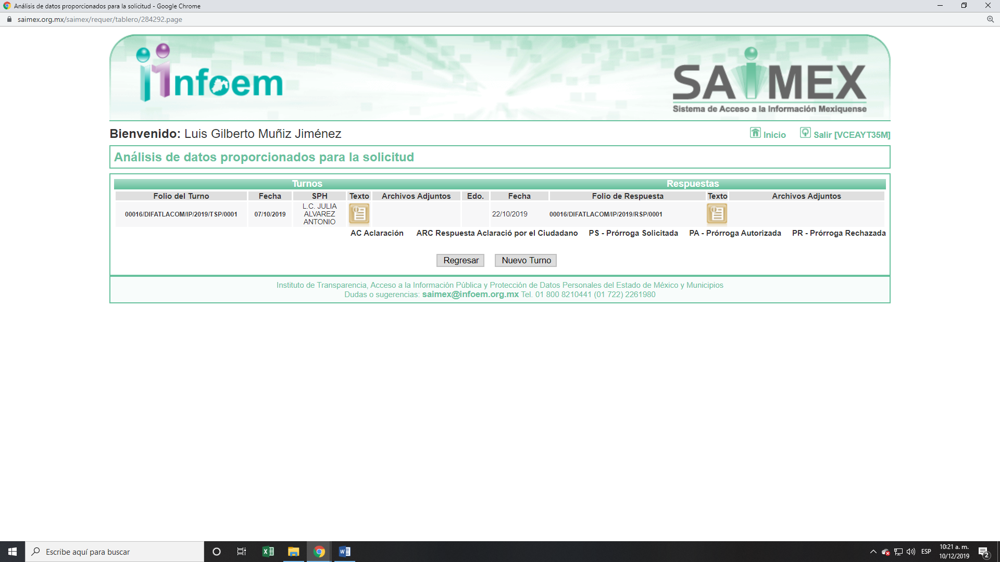 Análisis de datos proporcionados para la solicitud - Google Chrome
saimex.org.mx/saimex/requer/tablero/284292.page
infoem
SAIMEX
Sistema de Acceso a la Información Mexiquense
Bienvenido: Luis Gilberto Muñiz Jiménez
Inicio Salir [VCEAYT35M]
Análisis de datos proporcionados para la solicitud
Turnos Respuestas
Folio del Turno Fecha SPH Texto Archivos Adjuntos Edo. Fecha Folio de Respuesta Texto Archivos Adjuntos
00016/DIFATLACOM/IP/2019/TSP/0001 07/10/2019 L.C. JULIA ALVAREZ ANTONIO 22/10/2019 00016/DIFATLACOM/IP/2019/RSP/0001
AC Aclaración ARC Respuesta Aclaració por el Ciudadano PS - Prórroga Solicitada PA - Prórroga Autorizada PR - Prórroga Rechazada
Regresar Nuevo Turno
Instituto de Transparencia, Acceso a la Información Pública y Protección de Datos Personales del Estado de México y Municipios
Dudas o sugerencias: saimex@infoem.org.mx Tel. 01 800 8210441 (01 722) 2261980
Escribe aquí para buscar
ESP
10:21 a. m.
10/12/2019
2